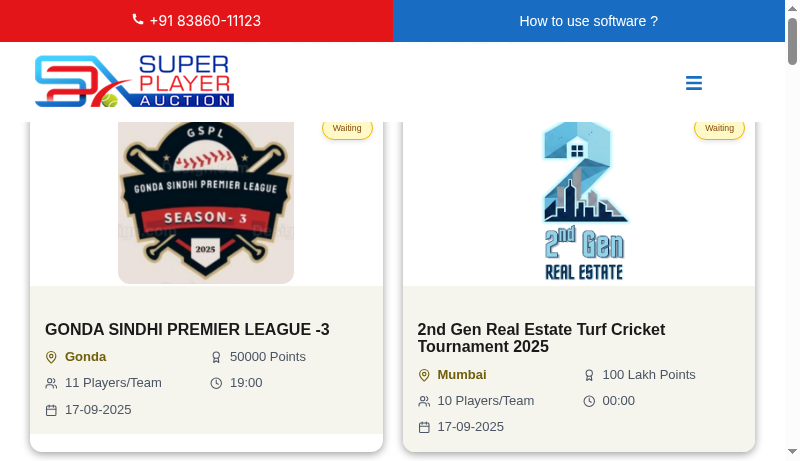 +91 83860-11123
How to use software ?
SUPER
PLAYER
AUCTION
Waiting
GSPL
GONDA SINDHI PREMIER LEAGUE
SEASON- 3
2025
GONDA SINDHI PREMIER LEAGUE -3
Gonda
50000 Points
11 Players/Team
19:00
17-09-2025
Waiting
2nd Gen
REAL ESTATE
2nd Gen Real Estate Turf Cricket
Tournament 2025
Mumbai
100 Lakh Points
10 Players/Team
00:00
17-09-2025